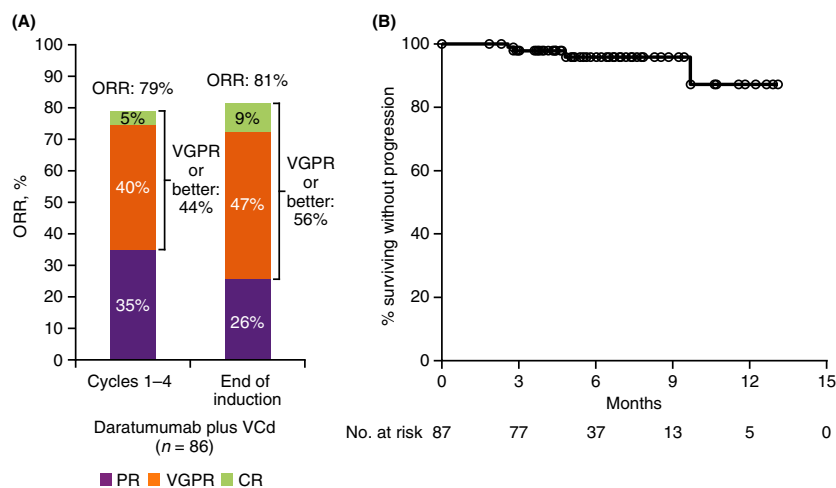 (A)
100
90
80
70
60
50
40
30
20
10
0
ORR, %
ORR: 79%
5%
40%
35%
VGPR
or
better:
44%
ORR: 81%
9%
47%
26%
VGPR
or
better:
56%
Cycles 1–4
End of
induction
Daratumumab plus VCd
(n = 86)
PR VGPR CR
(B)
100
80
60
40
20
0
% surviving without progression
0 3 6 9 12 15
Months
No. at risk 87 77 37 13 5 0